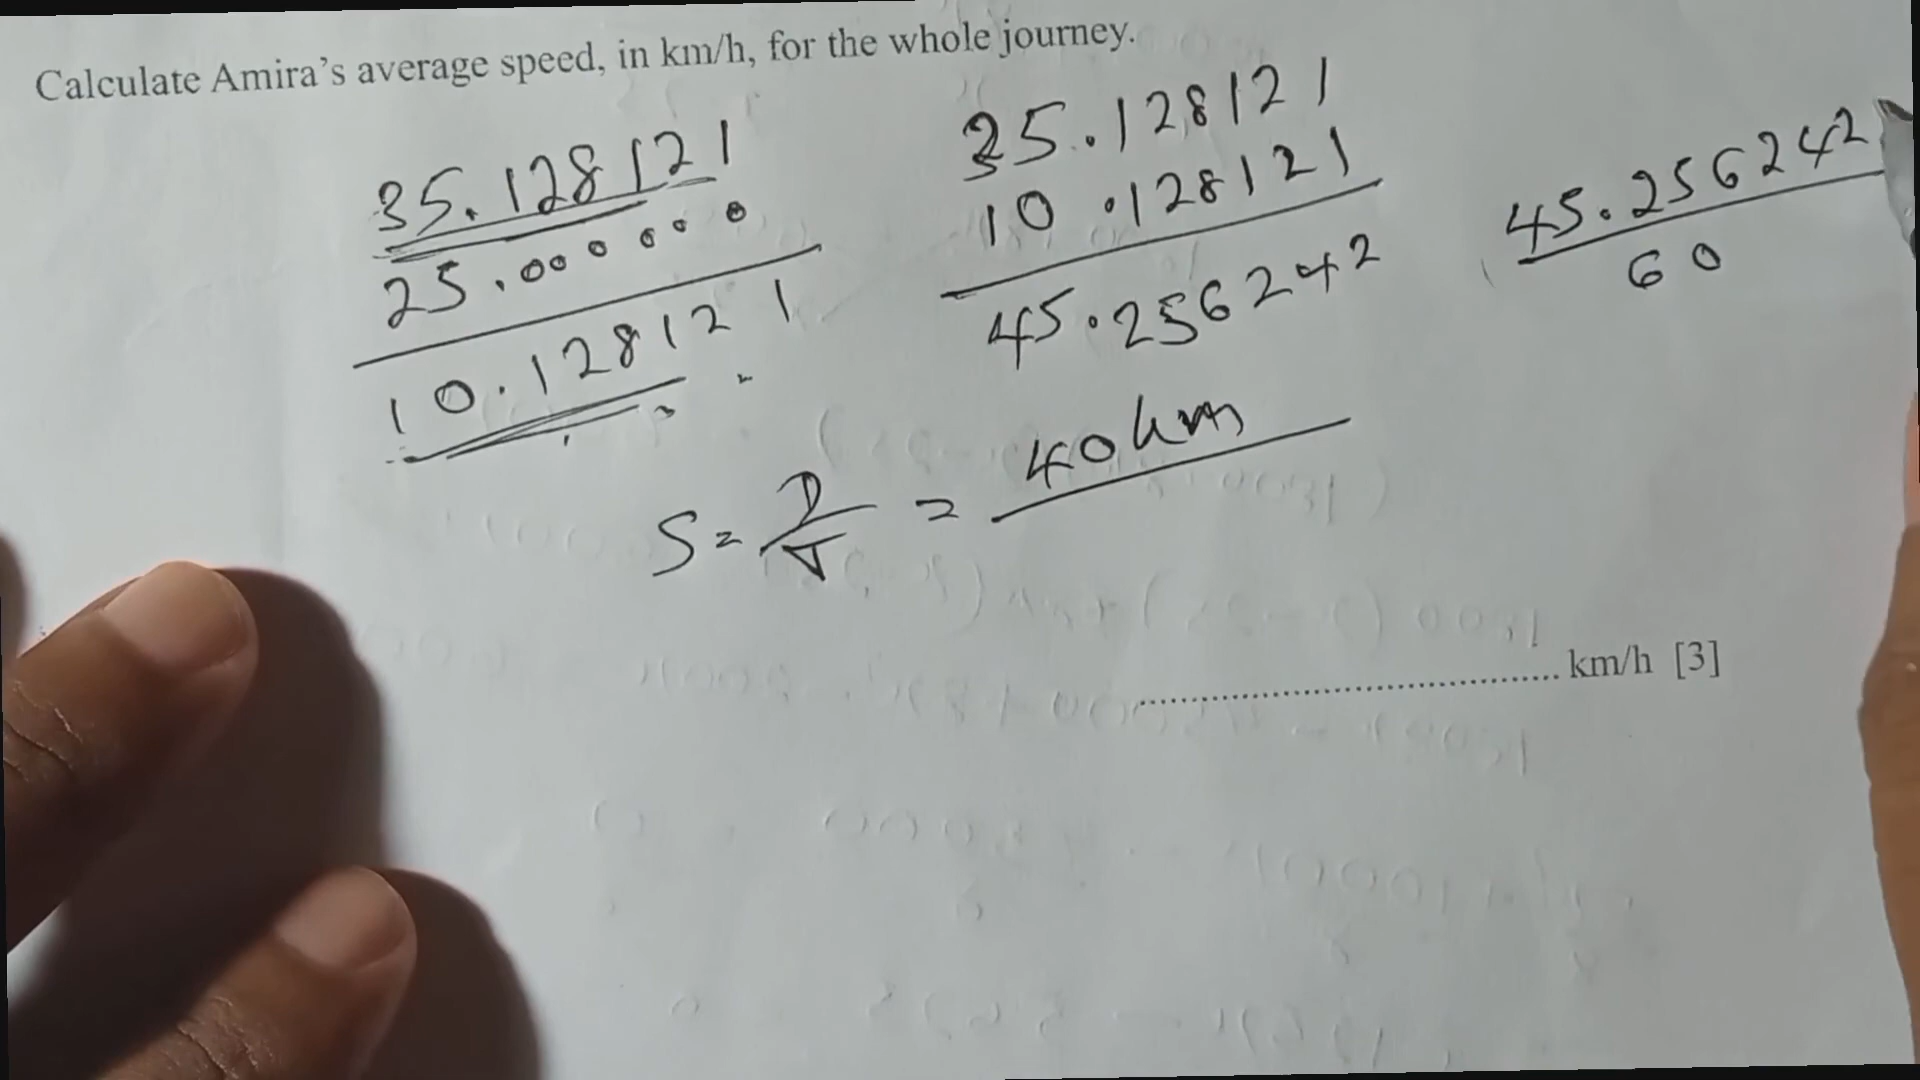 Calculate Amira's average speed, in km/h, for the whole journey.
35.128121
25.000000
10.128121
35.128121
10.128121
45.256242
45.256242
60
S = D/T = 40km
km/h [3]